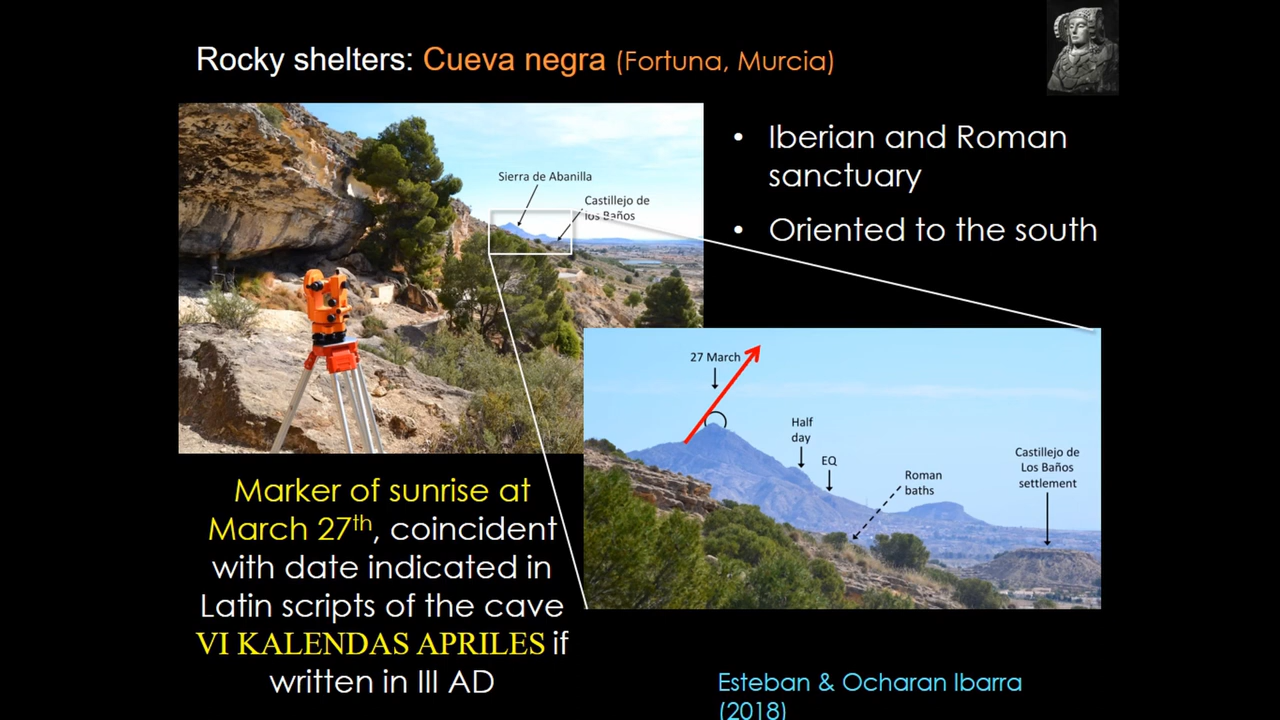 Rocky shelters: Cueva negra (Fortuna, Murcia)
• Iberian and Roman
sanctuary
• Oriented to the south
Sierra de Abanilla
Castillejo de
los Baños
27 March
Half
day
EQ
Roman
baths
Castillejo de
Los Baños
settlement
Marker of sunrise at
March 27th, coincident
with date indicated in
Latin scripts of the cave
VI KALENDAS APRILES if
written in III AD
Esteban & Ocharan Ibarra
(2018)